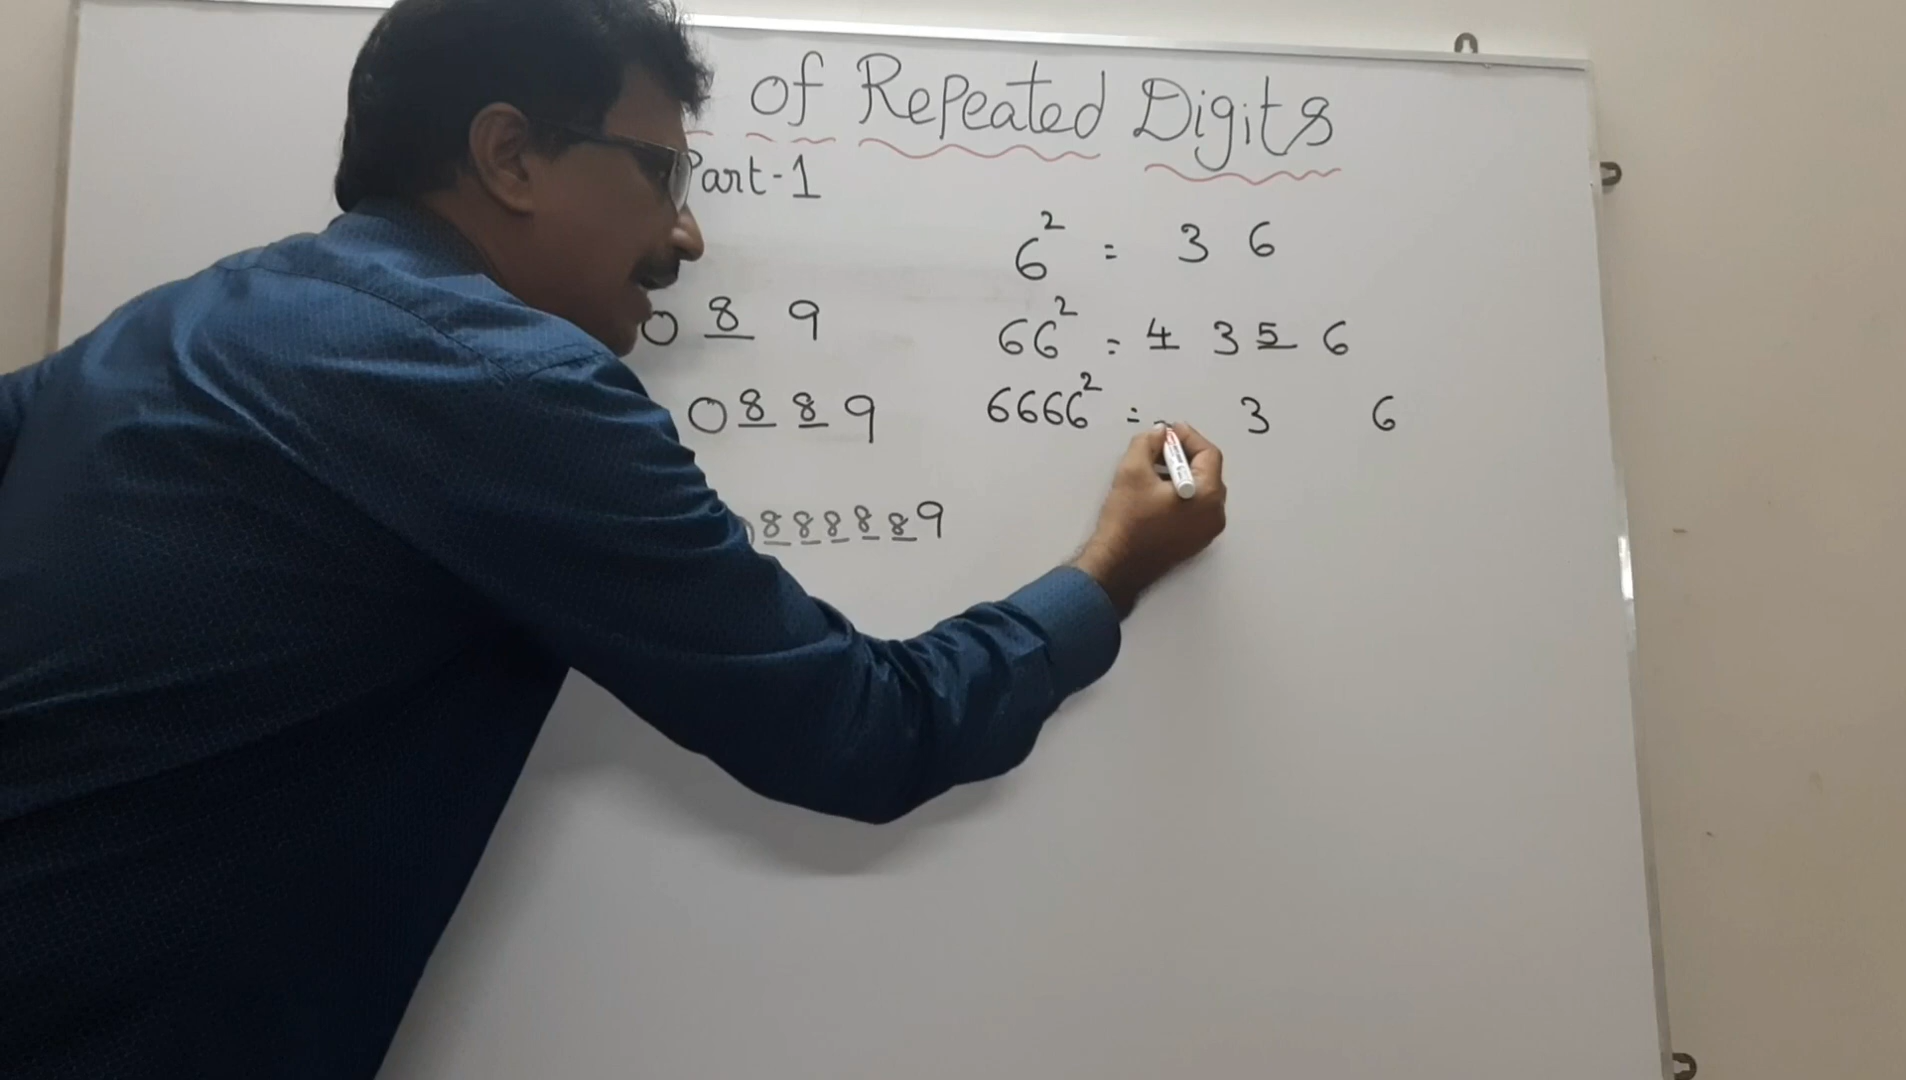 of Repeated Digits
Part-1
6² = 3 6
0 8 9
66² = 4 3 5 6
0 8 8 9
6666² = 3 6
8 8 8 8 8 9